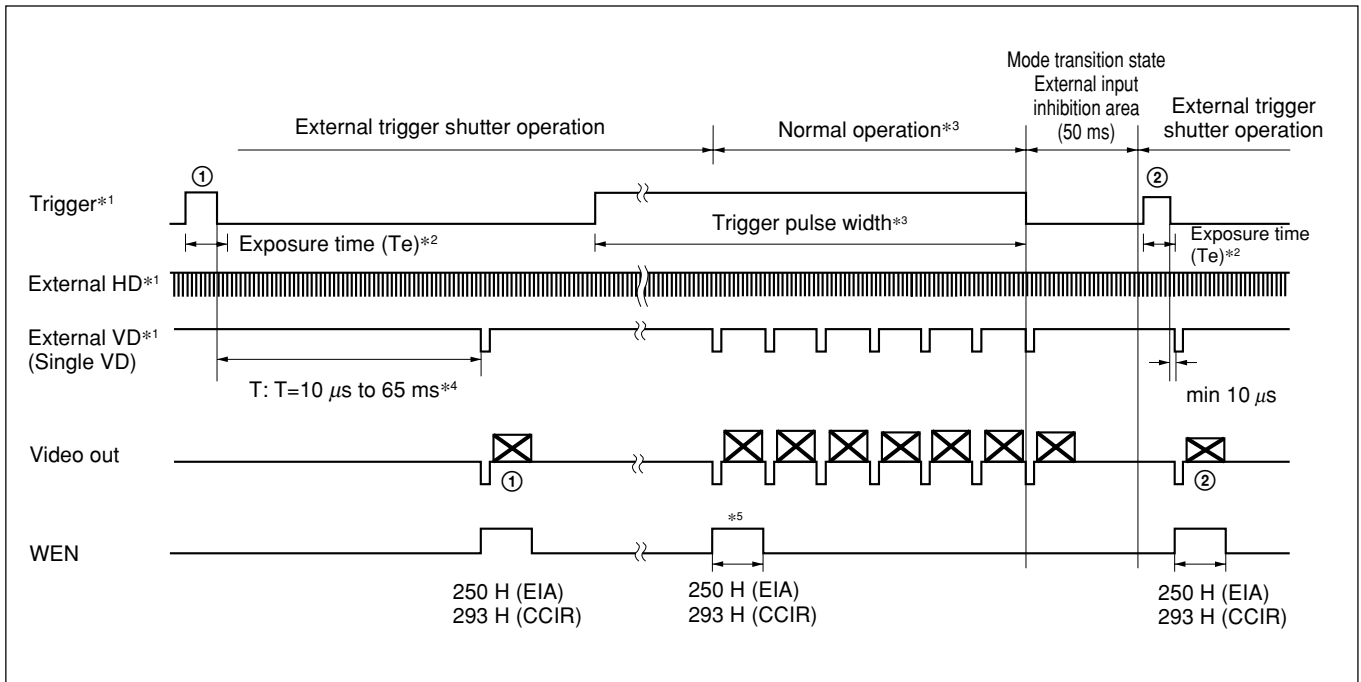 Mode transition state
External input
inhibition area
(50 ms)
External trigger shutter operation
Normal operation*3
External trigger
shutter operation
①
②
Trigger*1
Trigger pulse width*3
Exposure time (Te)*2
Exposure time
(Te)*2
External HD*1
External VD*1
(Single VD)
T: T=10 μs to 65 ms*4
min 10 μs
Video out
①
②
*5
WEN
250 H (EIA)
293 H (CCIR)
250 H (EIA)
293 H (CCIR)
250 H (EIA)
293 H (CCIR)